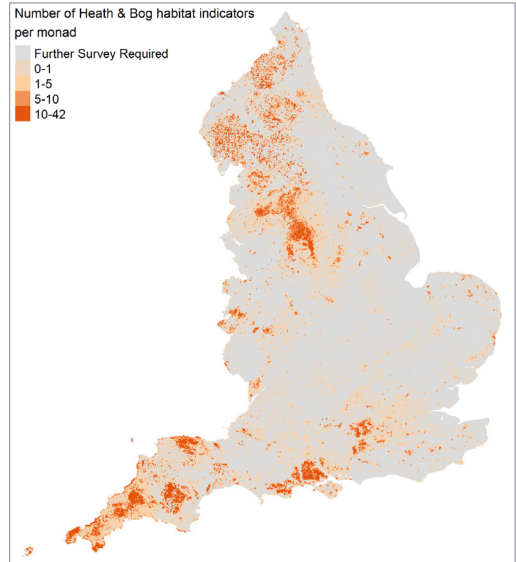 Number of Heath & Bog habitat indicators
per monad
Further Survey Required
0-1
1-5
5-10
10-42